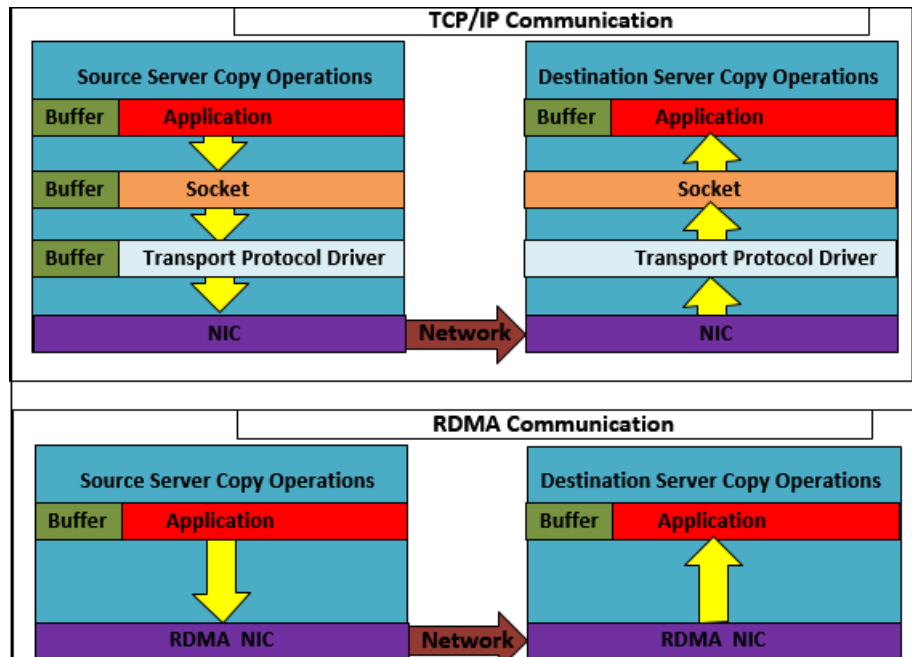 TCP/IP Communication
Source Server Copy Operations
Destination Server Copy Operations
Buffer Application
Buffer Application
Buffer Socket
Socket
Buffer Transport Protocol Driver
Transport Protocol Driver
NIC
Network
NIC
RDMA Communication
Source Server Copy Operations
Destination Server Copy Operations
Buffer Application
Buffer Application
RDMA NIC
Network
RDMA NIC